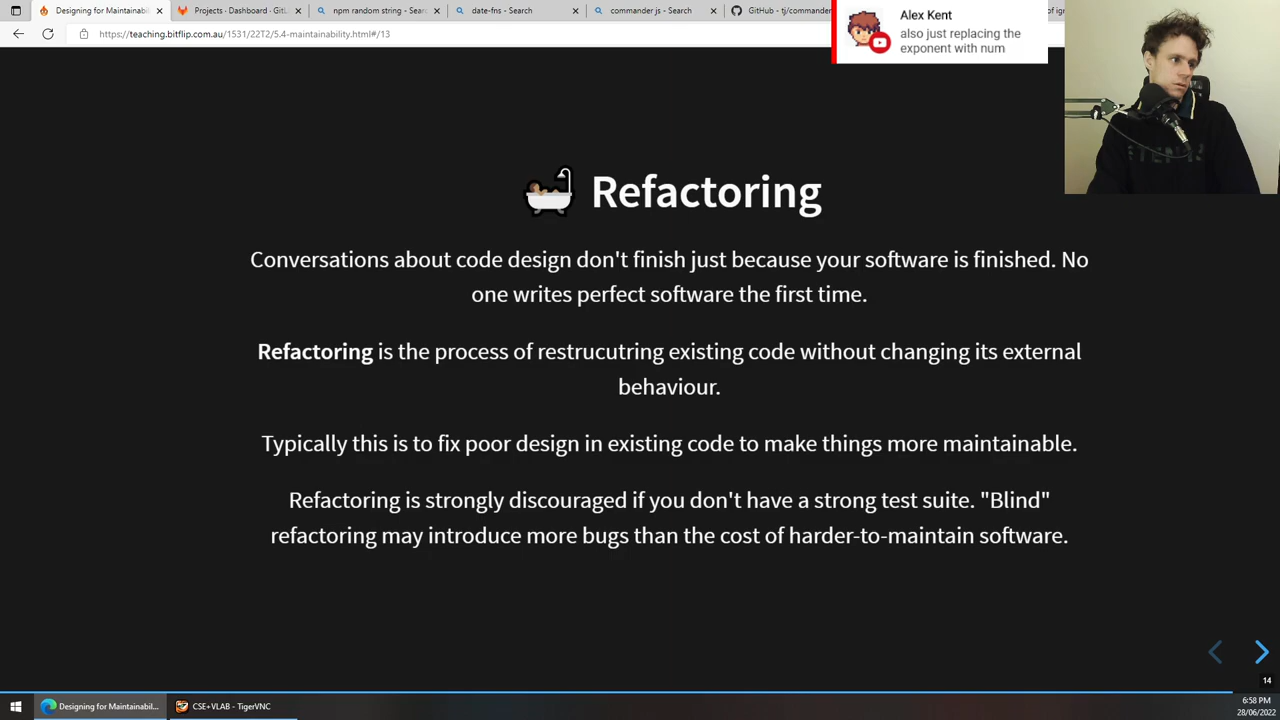 Designing for Maintainabili
Projects · Dashboard · GitL
npm random string - Sear
date-fns - Search
commander js - Search
GitHub - tj/commander
of ign
https://teaching.bitflip.com.au/1531/22T2/5.4-maintainability.html#/13
Alex Kent
also just replacing the
exponent with num
Refactoring
Conversations about code design don't finish just because your software is finished. No
one writes perfect software the first time.
Refactoring is the process of restrucutring existing code without changing its external
behaviour.
Typically this is to fix poor design in existing code to make things more maintainable.
Refactoring is strongly discouraged if you don't have a strong test suite. "Blind"
refactoring may introduce more bugs than the cost of harder-to-maintain software.
14
Designing for Maintainabil...
CSE+VLAB - TigerVNC
6:58 PM
28/06/2022